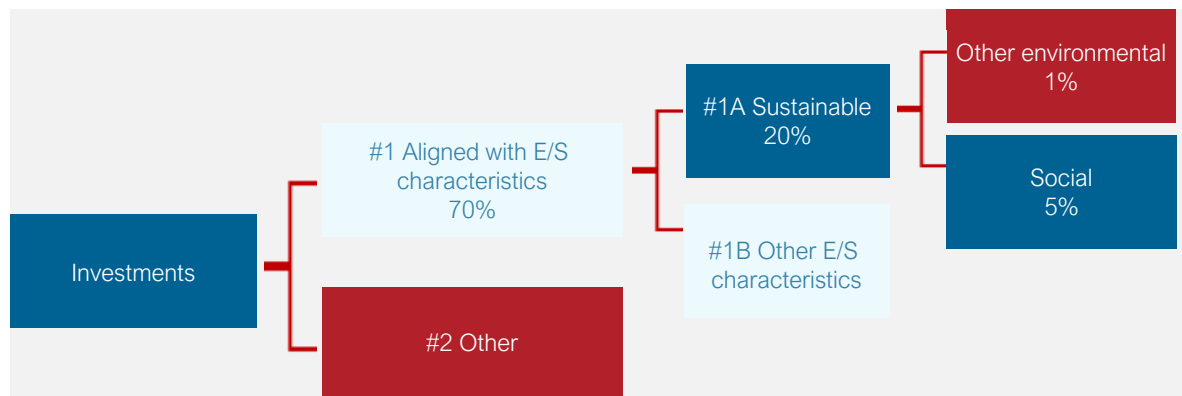 Investments
#1 Aligned with E/S
characteristics
70%
#2 Other
#1A Sustainable
20%
#1B Other E/S
characteristics
Other environmental
1%
Social
5%